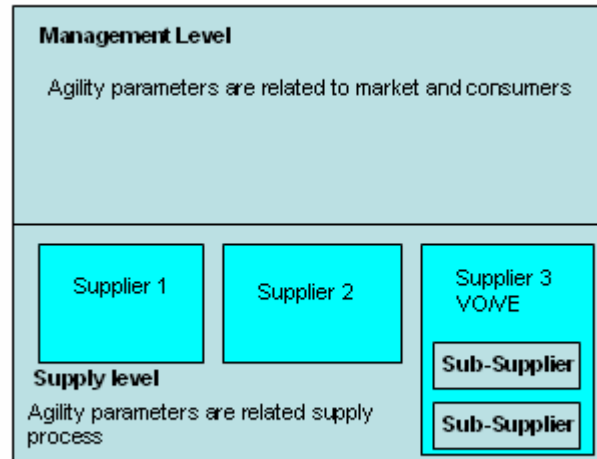 Management Level
Agility parameters are related to market and consumers
Supplier 1
Supplier 2
Supplier 3
VO/VE
Sub-Supplier
Sub-Supplier
Supply level
Agility parameters are related supply
process